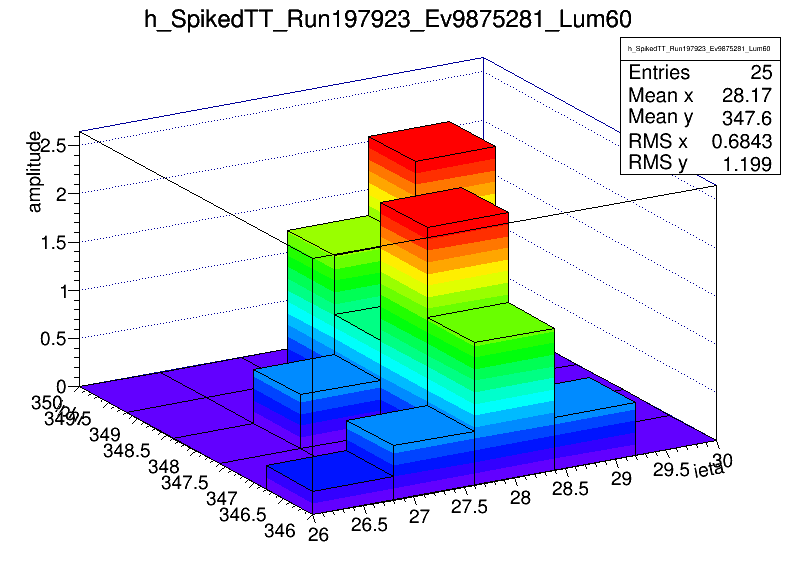 h_SpikedTT_Run197923_Ev9875281_Lum60
h_SpikedTT_Run197923_Ev9875281_Lum60
Entries 25
Mean x 28.17
Mean y 347.6
RMS x 0.6843
RMS y 1.199
amplitude
2.5
2
1.5
1
0.5
0
350
349.5
349
348.5
348
347.5
347
346.5
346
26
26.5
27
27.5
28
28.5
29
29.5
30
ieta